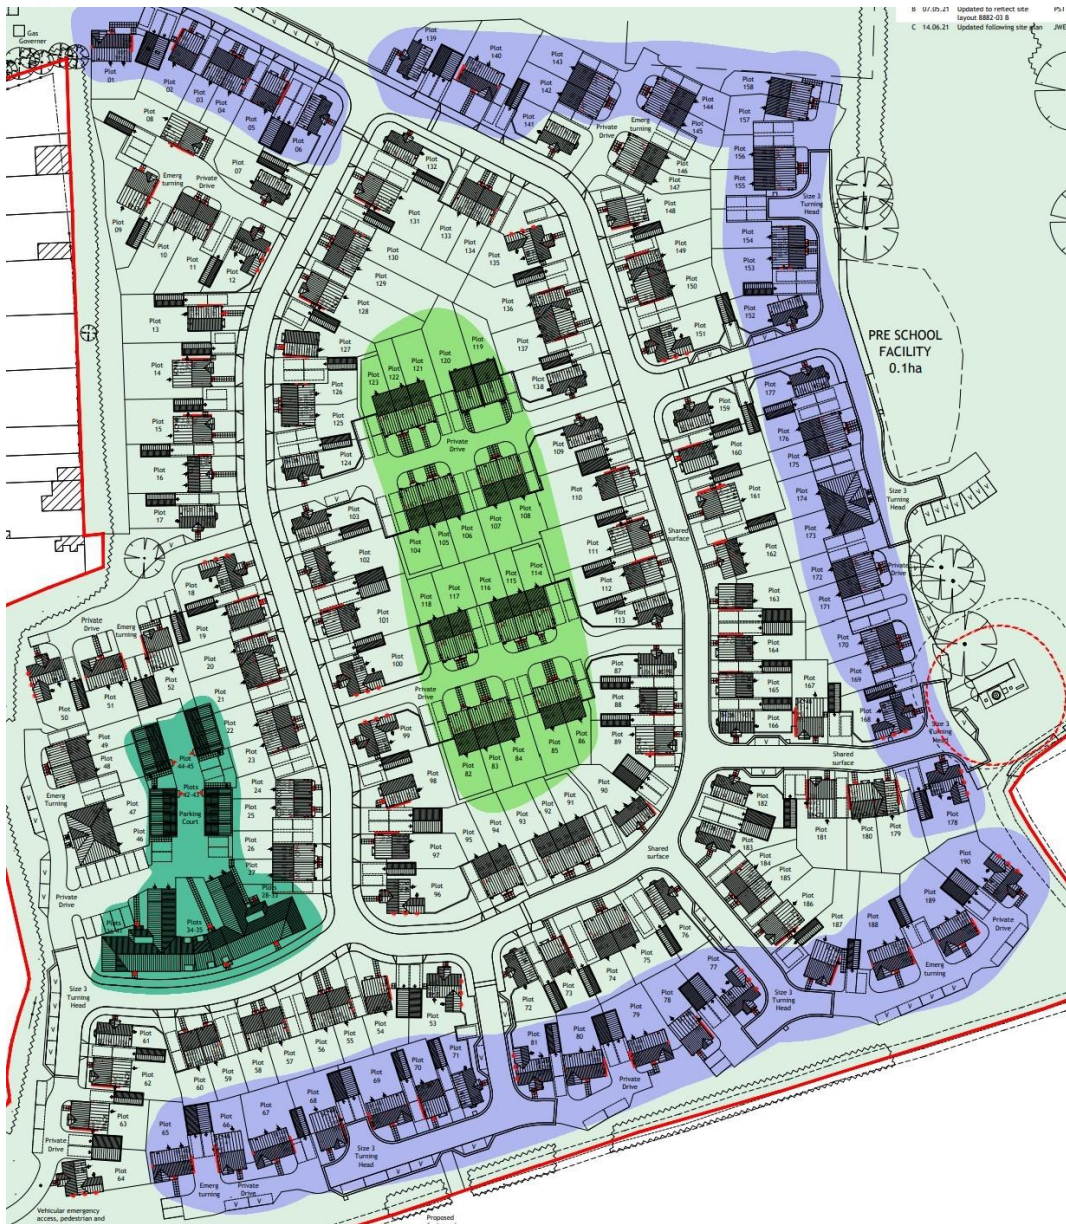 B 07.05.21 Updated to reflect site PST
layout 8882-03 B
C 14.06.21 Updated following site plan JWE
Gas
Governer
Plot
01
Plot
02
Plot
03
Plot
04
Plot
05
Plot
06
Plot
139
Plot
140
Plot
143
Plot
142
Plot
141
Plot
144
Plot
145
Plot
158
Plot
157
Plot
156
Plot
155
Plot
154
Plot
153
Plot
152
Private
Drive
Emerg
turning
Size 3
Turning
Head
Plot
08
Plot
07
Emerg
turning
Private
Drive
Plot
09
Plot
10
Plot
11
Plot
12
Plot
132
Plot
131
Plot
133
Plot
134
Plot
130
Plot
129
Plot
128
Plot
135
Plot
136
Plot
137
Plot
138
Plot
146
Plot
147
Plot
148
Plot
149
Plot
150
Plot
151
PRE SCHOOL
FACILITY
0.1ha
Plot
13
Plot
14
Plot
15
Plot
16
Plot
17
Plot
127
Plot
126
Plot
125
Plot
124
Plot
123
Plot
122
Plot
121
Plot
120
Plot
119
Private
Drive
Plot
109
Plot
110
Plot
111
Plot
112
Plot
113
Plot
104
Plot
105
Plot
106
Plot
107
Plot
108
Plot
159
Plot
160
Plot
161
Plot
162
Plot
163
Plot
164
Plot
165
Plot
166
Plot
167
Plot
177
Plot
176
Plot
175
Plot
174
Plot
173
Plot
172
Plot
171
Plot
170
Plot
169
Plot
168
Size 3
Turning
Head
Private
Drive
Size 3
Turning
Head
Shared
surface
Plot
103
Plot
102
Plot
101
Plot
100
Plot
118
Plot
117
Plot
116
Plot
115
Plot
114
Private
Drive
Plot
87
Plot
88
Plot
89
Plot
82
Plot
83
Plot
84
Plot
85
Plot
86
Plot
18
Plot
19
Plot
20
Plot
21
Plot
22
Plot
23
Plot
24
Plot
25
Plot
26
Plot
27
Private
Drive
Emerg
turning
Plot
50
Plot
51
Plot
52
Plot
49
Plot
48
Plot
47
Plot
46
Emerg
Turning
Plot
44-45
Plots
42-43
Parking
Court
Plots
28-33
Plots
34-35
Private
Drive
Plot
99
Plot
98
Plot
97
Plot
96
Plot
95
Plot
94
Plot
93
Plot
92
Plot
91
Plot
90
Shared
surface
Shared
surface
Plot
182
Plot
183
Plot
184
Plot
185
Plot
186
Plot
187
Plot
188
Plot
189
Plot
190
Plot
181
Plot
180
Plot
179
Plot
178
Private
Drive
Emerg
turning
Size 3
Turning
Head
Size 3
Turning
Head
Plot
61
Plot
62
Plot
63
Plot
64
Plot
60
Plot
59
Plot
58
Plot
57
Plot
56
Plot
55
Plot
54
Plot
53
Plot
72
Plot
73
Plot
74
Plot
75
Plot
76
Plot
77
Plot
78
Plot
79
Plot
80
Plot
81
Private
Drive
Plot
65
Plot
66
Plot
67
Plot
68
Plot
69
Plot
70
Plot
71
Size 3
Turning
Head
Private
Drive
Emerg
turning
Private
Drive
Vehicular emergency
access, pedestrian and
Proposed